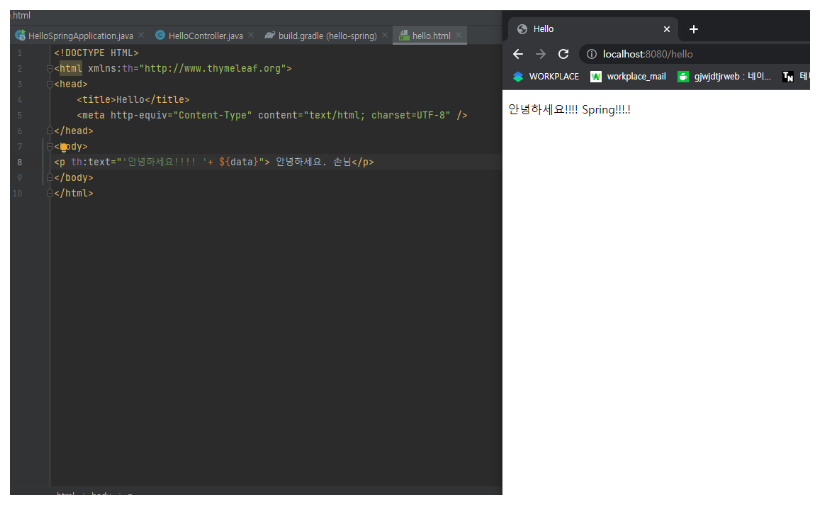 .html
HelloSpringApplication.java
HelloController.java
build.gradle (hello-spring)
hello.html
1 <!DOCTYPE HTML>
2 <html xmlns:th="http://www.thymeleaf.org">
3 <head>
4 <title>Hello</title>
5 <meta http-equiv="Content-Type" content="text/html; charset=UTF-8" />
6 </head>
7 <body>
8 <p th:text="'안녕하세요!!!! '+ ${data}"> 안녕하세요. 손님</p>
9 </body>
10 </html>
Hello
localhost:8080/hello
WORKPLACE
workplace_mail
gjwjdtjrweb : 네이...
안녕하세요!!!! Spring!!!.!